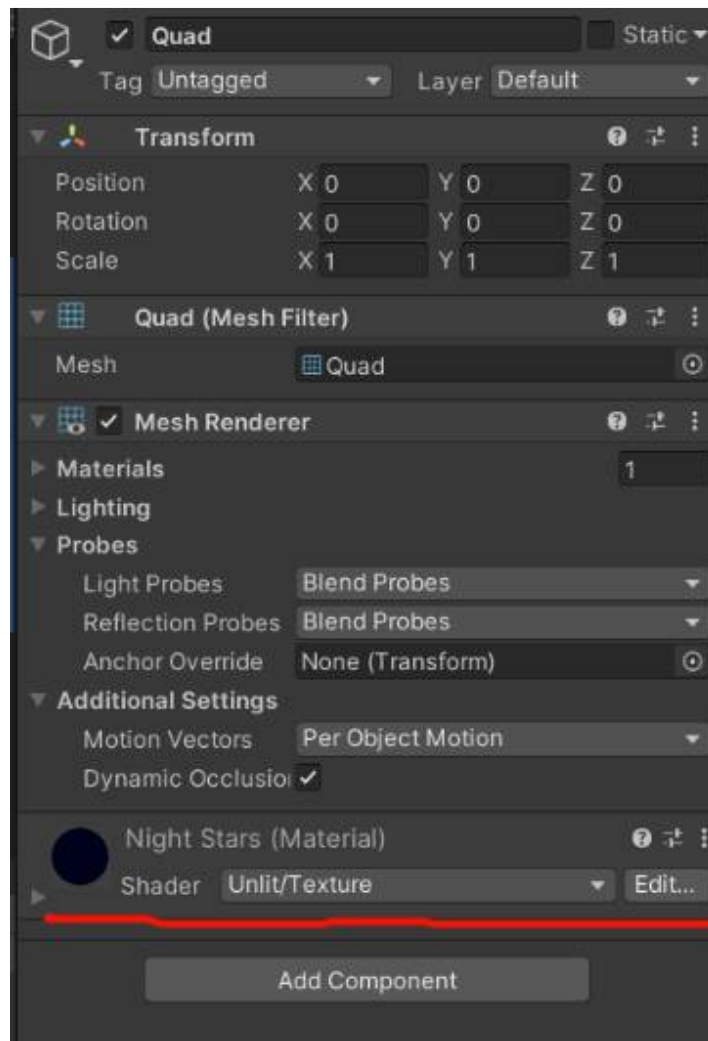 Quad Static
Tag Untagged Layer Default
Transform
Position X 0 Y 0 Z 0
Rotation X 0 Y 0 Z 0
Scale X 1 Y 1 Z 1
Quad (Mesh Filter)
Mesh Quad
Mesh Renderer
Materials 1
Lighting
Probes
Light Probes Blend Probes
Reflection Probes Blend Probes
Anchor Override None (Transform)
Additional Settings
Motion Vectors Per Object Motion
Dynamic Occlusio
Night Stars (Material)
Shader Unlit/Texture Edit...
Add Component